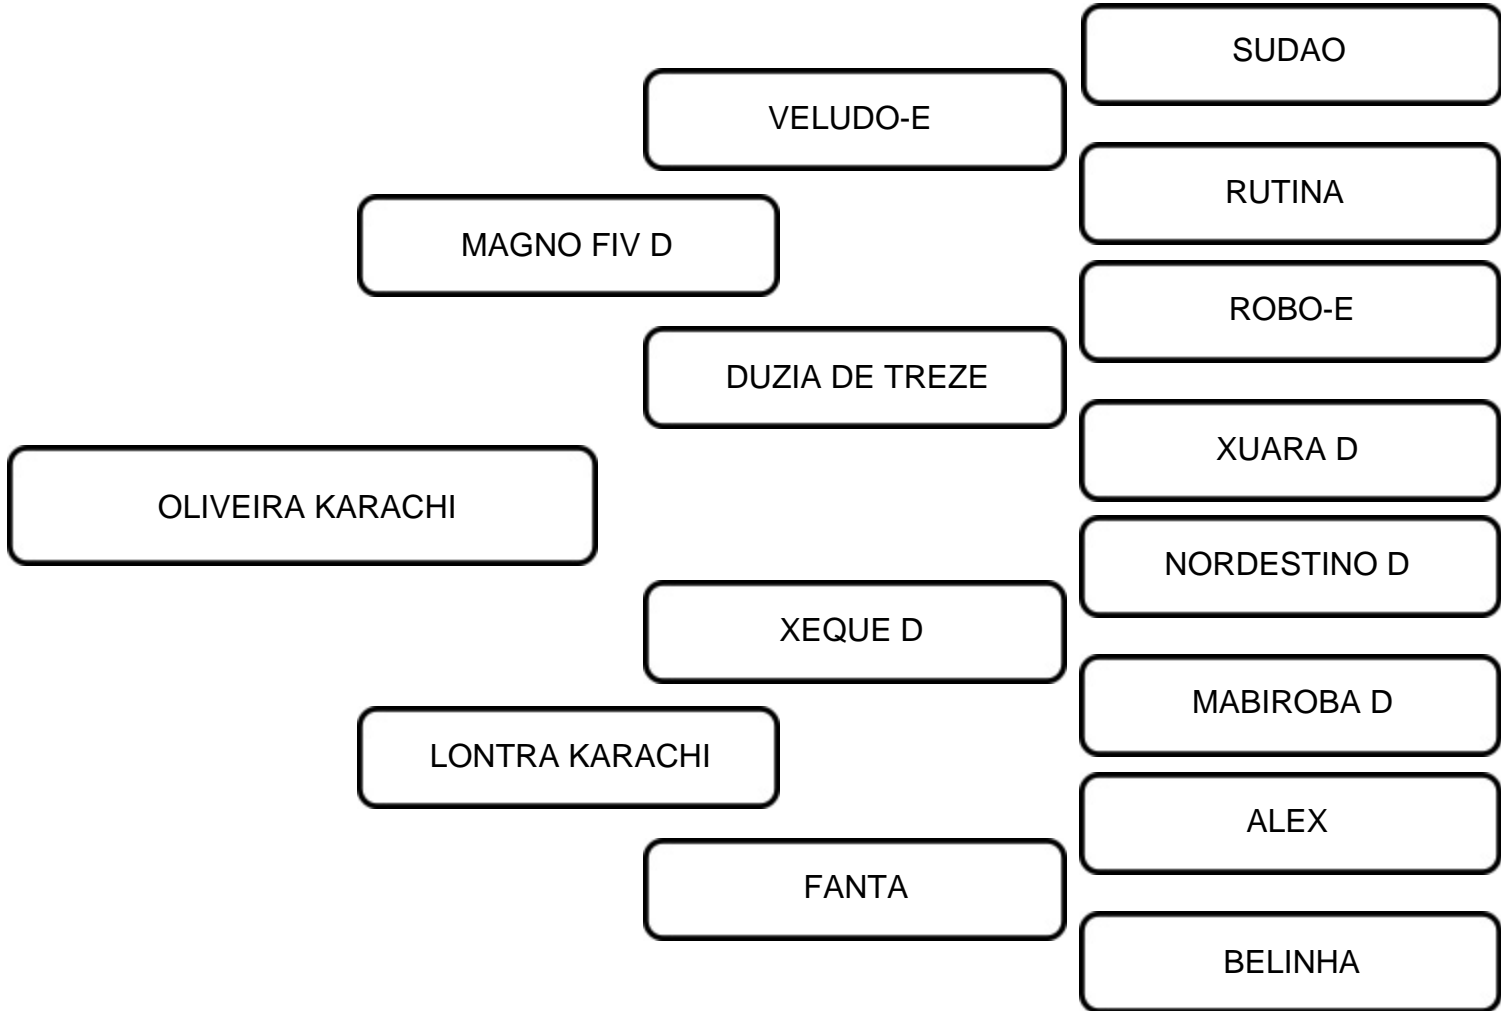 SUDAO
VELUDO-E
RUTINA
MAGNO FIV D
ROBO-E
DUZIA DE TREZE
XUARA D
OLIVEIRA KARACHI
NORDESTINO D
XEQUE D
MABIROBA D
LONTRA KARACHI
ALEX
FANTA
BELINHA